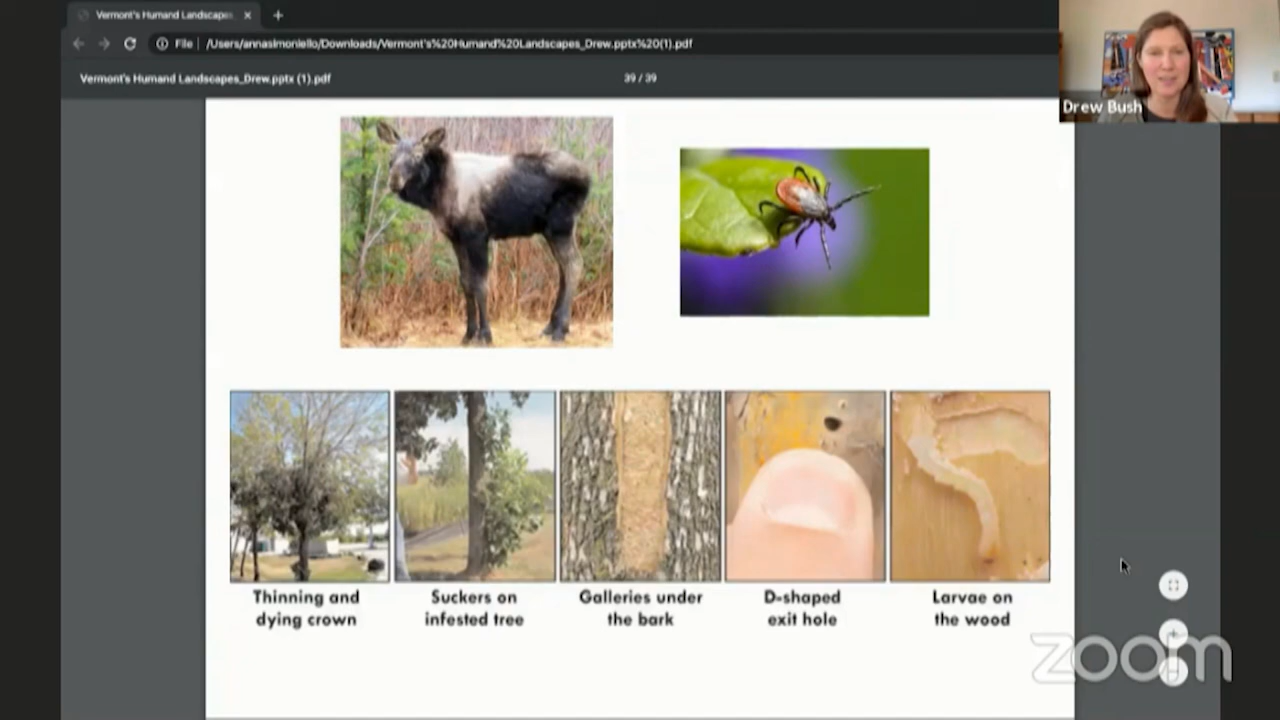 Vermont's Humand Landscapes
File
/Users/annasimoniello/Downloads/Vermont's%20Humand%20Landscapes_Drew.pptx%20(1).pdf
Vermont's Humand Landscapes_Drew.pptx (1).pdf
39 / 39
Drew Bush
Thinning and
dying crown
Suckers on
infested tree
Galleries under
the bark
D-shaped
exit hole
Larvae on
the wood
zoom